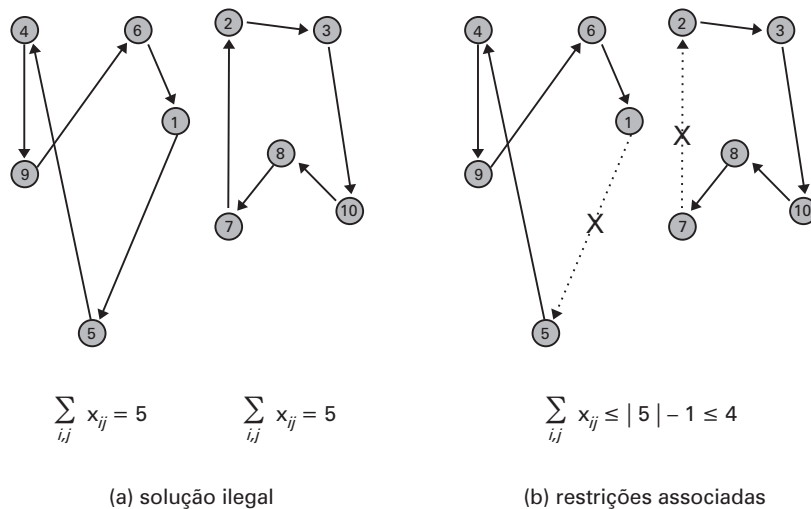 4
6
2
3
1
8
9
7
10
5
4
6
2
3
1
X
8
9
7
10
X
5
∑ x_ij = 5
i,j
∑ x_ij = 5
i,j
∑ x_ij ≤ | 5 | – 1 ≤ 4
i,j
(a) solução ilegal
(b) restrições associadas